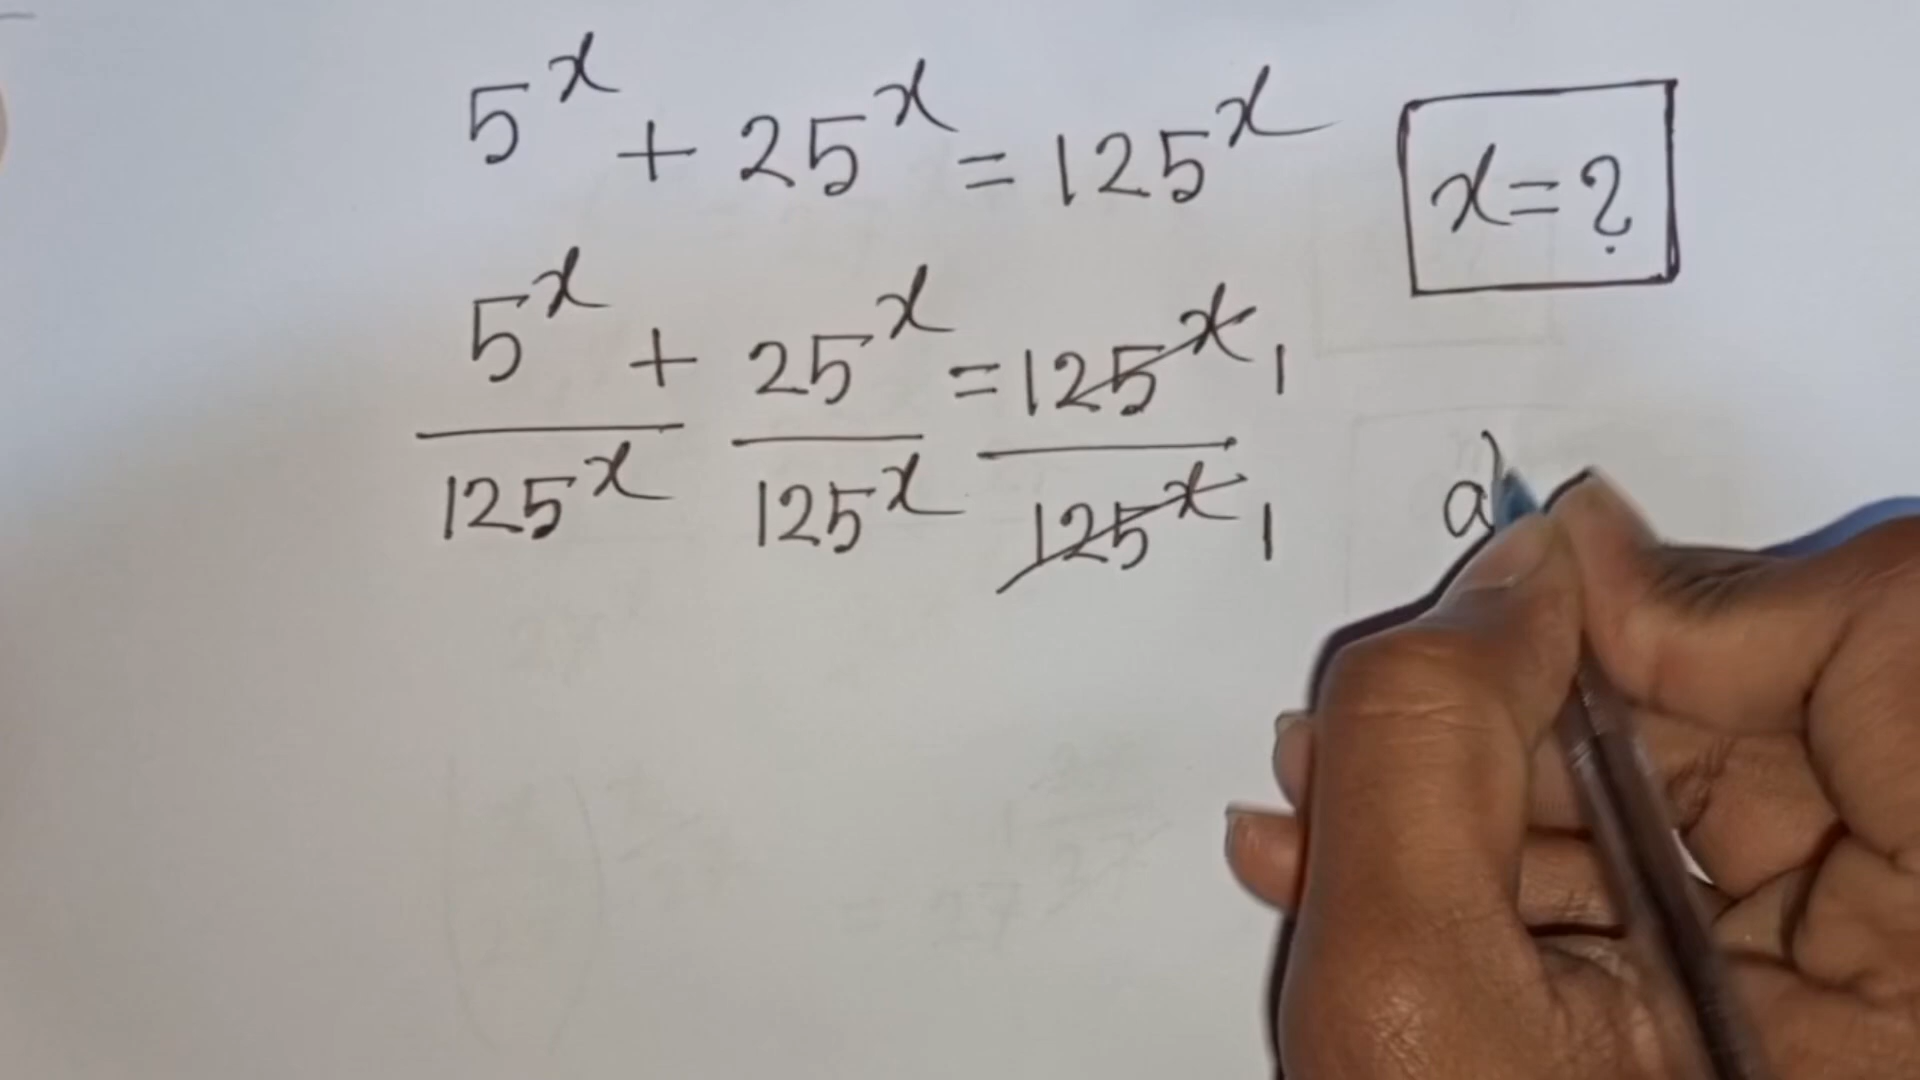 5^x + 25^x = 125^x
x = ?
5^x/125^x + 25^x/125^x = 125^x/125^x 1/1
a